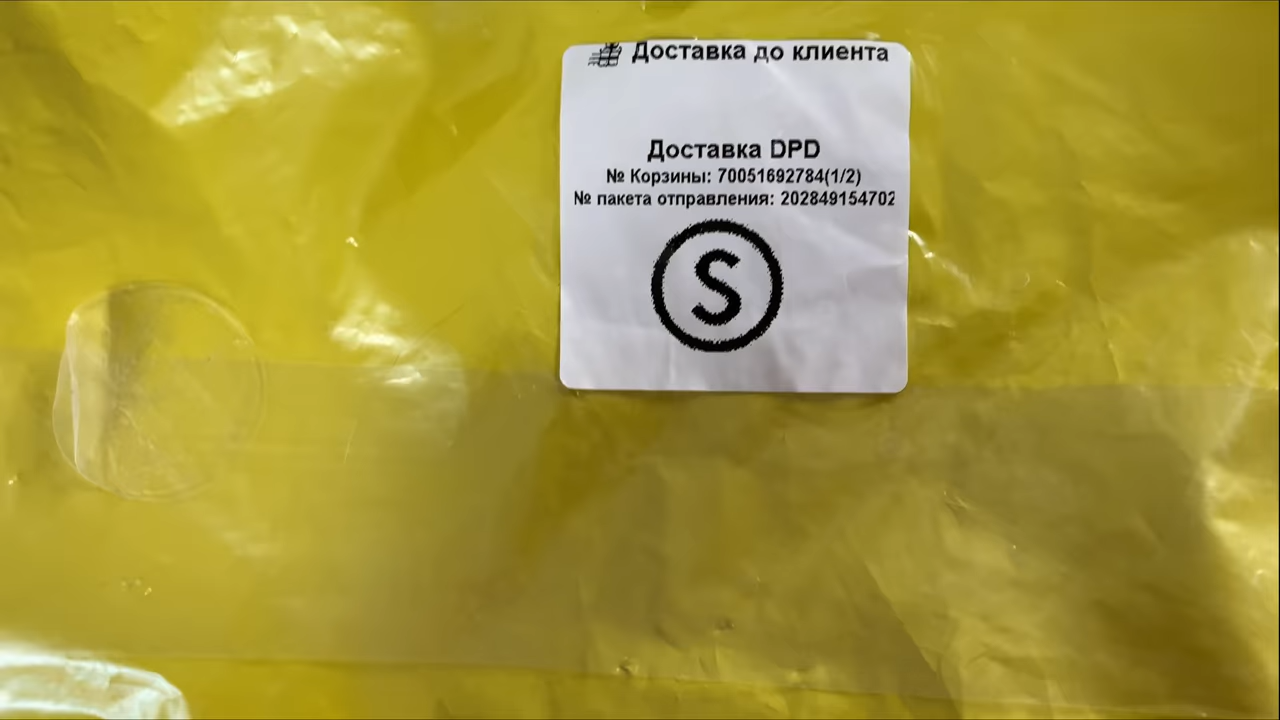 Доставка до клиента
Доставка DPD
№ Корзины: 70051692784(1/2)
№ пакета отправления: 202849154702
S